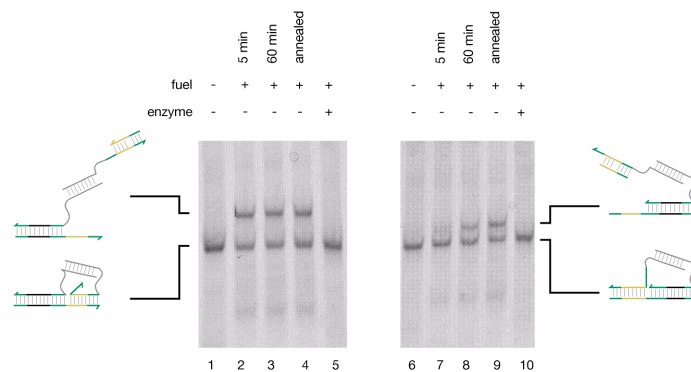 5 min 60 min annealed 5 min 60 min annealed
fuel - + + + + - + + + +
enzyme - - - - + - - - - +
1 2 3 4 5 6 7 8 9 10